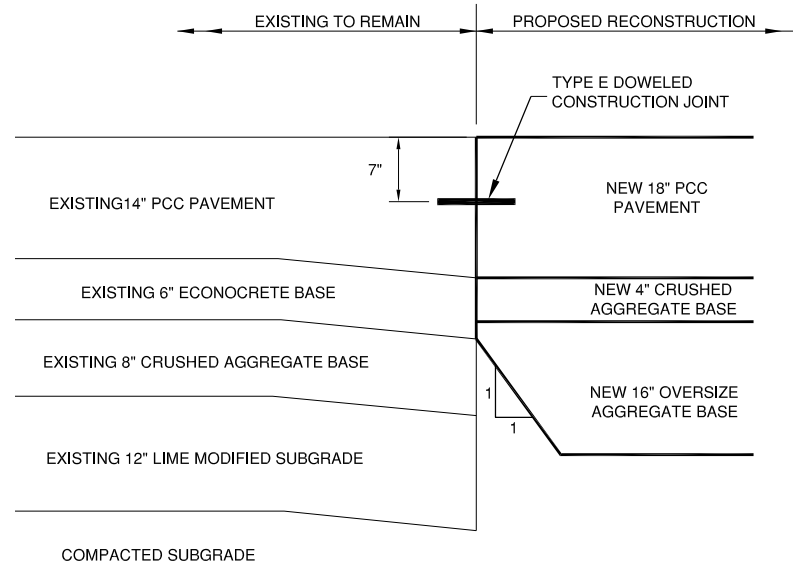 EXISTING TO REMAIN
PROPOSED RECONSTRUCTION
TYPE E DOWELED
CONSTRUCTION JOINT
7"
EXISTING14" PCC PAVEMENT
NEW 18" PCC
PAVEMENT
EXISTING 6" ECONOCRETE BASE
NEW 4" CRUSHED
AGGREGATE BASE
EXISTING 8" CRUSHED AGGREGATE BASE
1
1
NEW 16" OVERSIZE
AGGREGATE BASE
EXISTING 12" LIME MODIFIED SUBGRADE
COMPACTED SUBGRADE